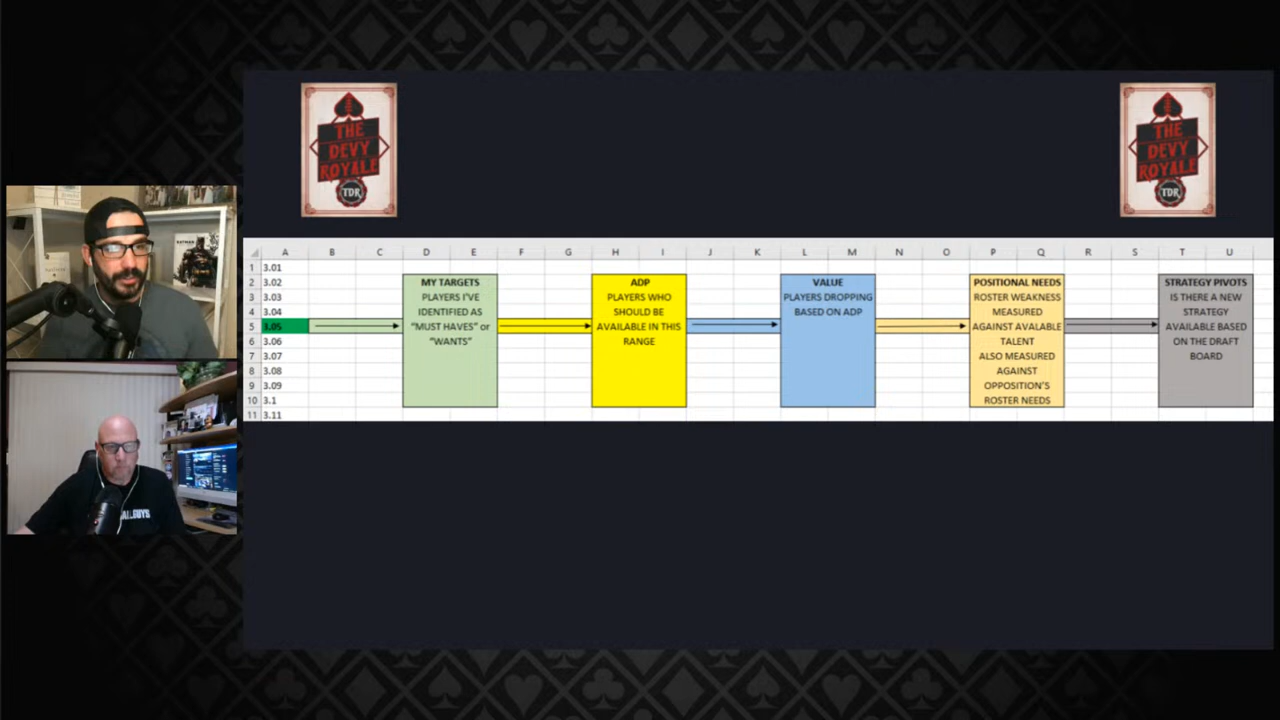 THE
DEVY
ROYALE
TDR
THE
DEVY
ROYALE
TDR
BATMAN
A B C D E F G H I J K L M N O P Q R S T U
1 3.01
2 3.02
3 3.03
4 3.04
5 3.05
6 3.06
7 3.07
8 3.08
9 3.09
10 3.1
11 3.11
MY TARGETS
PLAYERS I'VE
IDENTIFIED AS
"MUST HAVES" or
"WANTS"
ADP
PLAYERS WHO
SHOULD BE
AVAILABLE IN THIS
RANGE
VALUE
PLAYERS DROPPING
BASED ON ADP
POSITIONAL NEEDS
ROSTER WEAKNESS
MEASURED
AGAINST AVALABLE
TALENT
ALSO MEASURED
AGAINST
OPPOSITION'S
ROSTER NEEDS
STRATEGY PIVOTS
IS THERE A NEW
STRATEGY
AVAILABLE BASED
ON THE DRAFT
BOARD